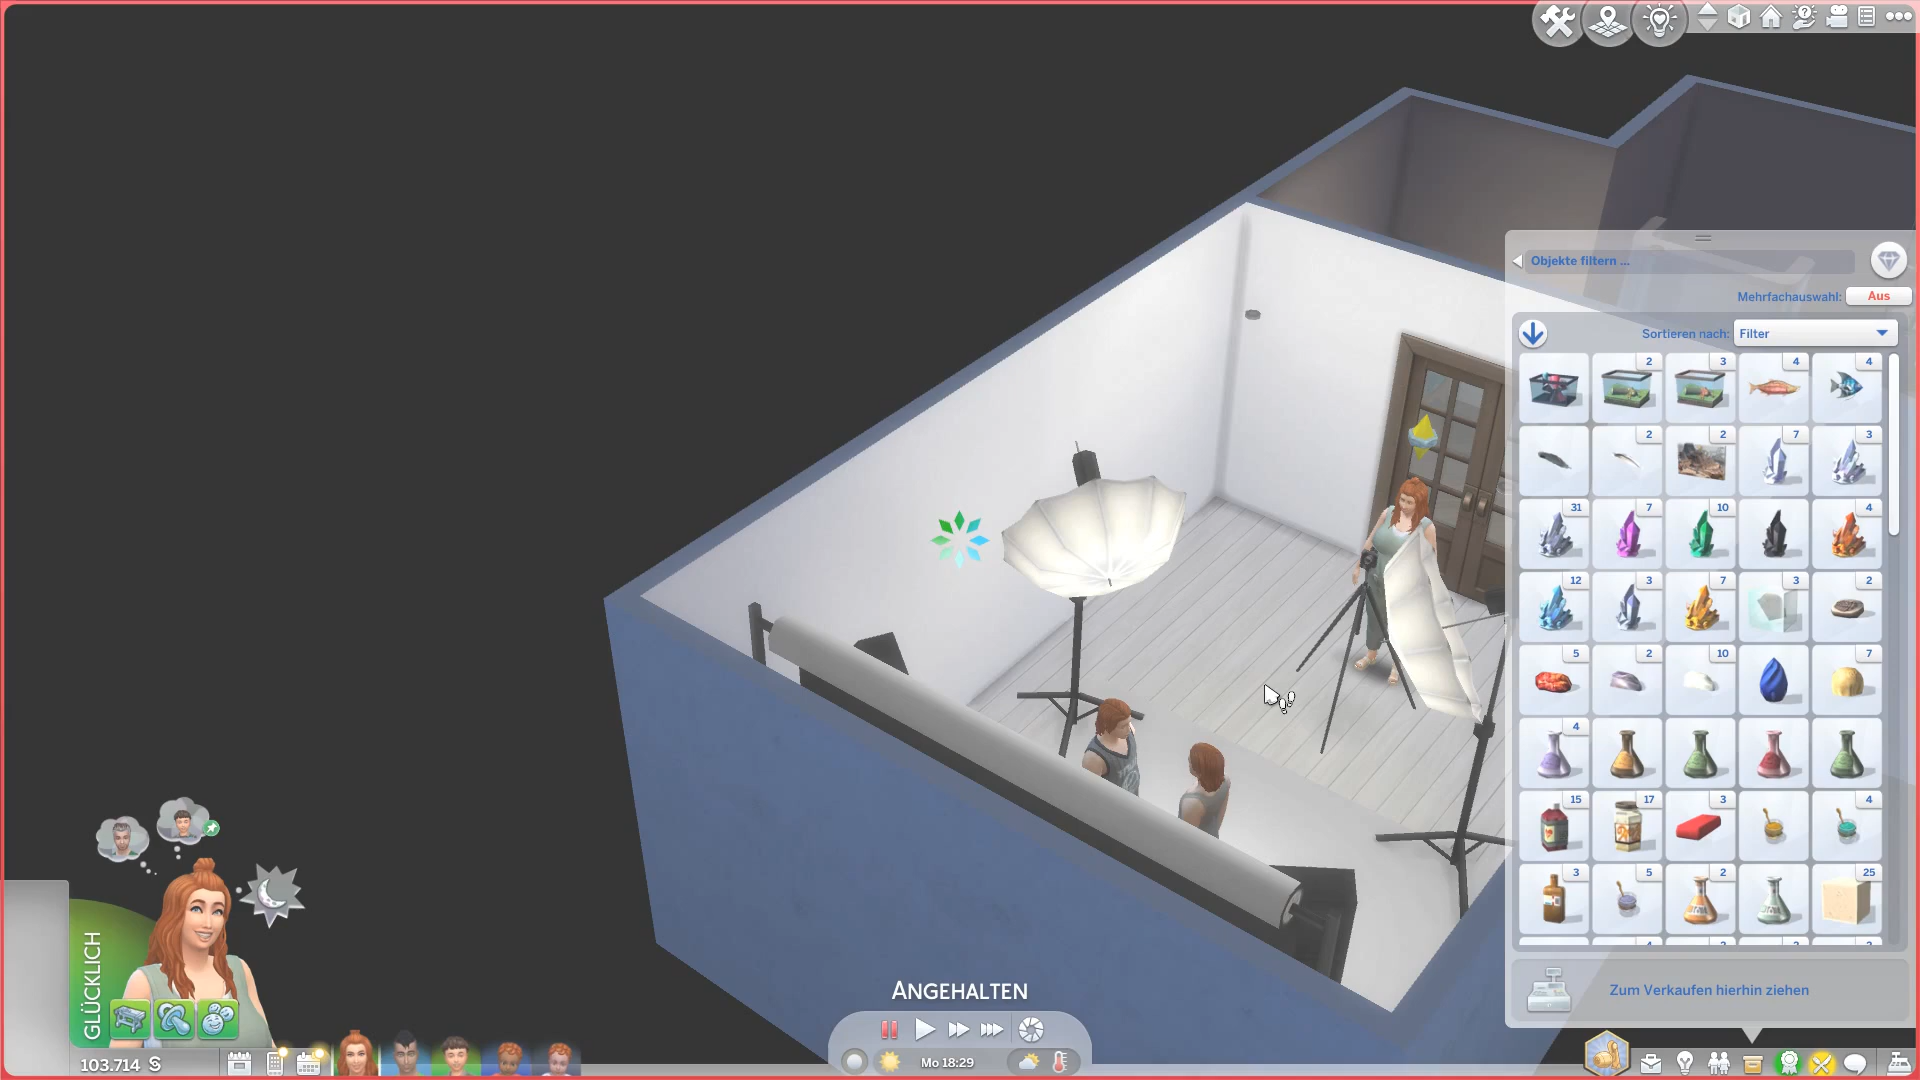 Objekte filtern ...
Mehrfachauswahl: Aus
Sortieren nach: Filter
2 3 4 4
2 2 7 3
31 7 10 4
12 3 7 3 2
5 2 10 7
4
15 17 3 4
3 5 2 25
Zum Verkaufen hierhin ziehen
GLÜCKLICH
ANGEHALTEN
Mo 18:29
103.714 S